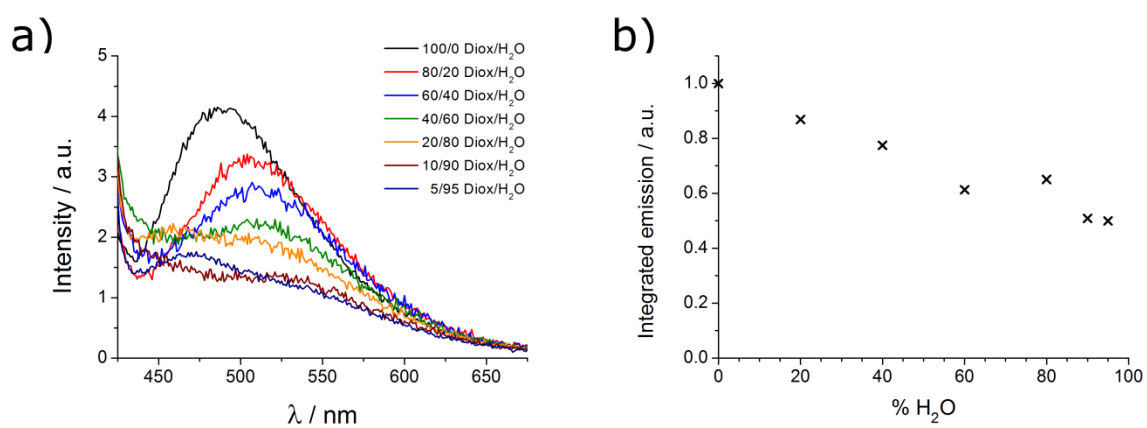 a)
5
4
3
2
1
0
Intensity / a.u.
450
500
550
600
650
λ / nm
100/0 Diox/H₂O
80/20 Diox/H₂O
60/40 Diox/H₂O
40/60 Diox/H₂O
20/80 Diox/H₂O
10/90 Diox/H₂O
5/95 Diox/H₂O
b)
1.0
0.8
0.6
0.4
0.2
0.0
Integrated emission / a.u.
0
20
40
60
80
100
% H₂O